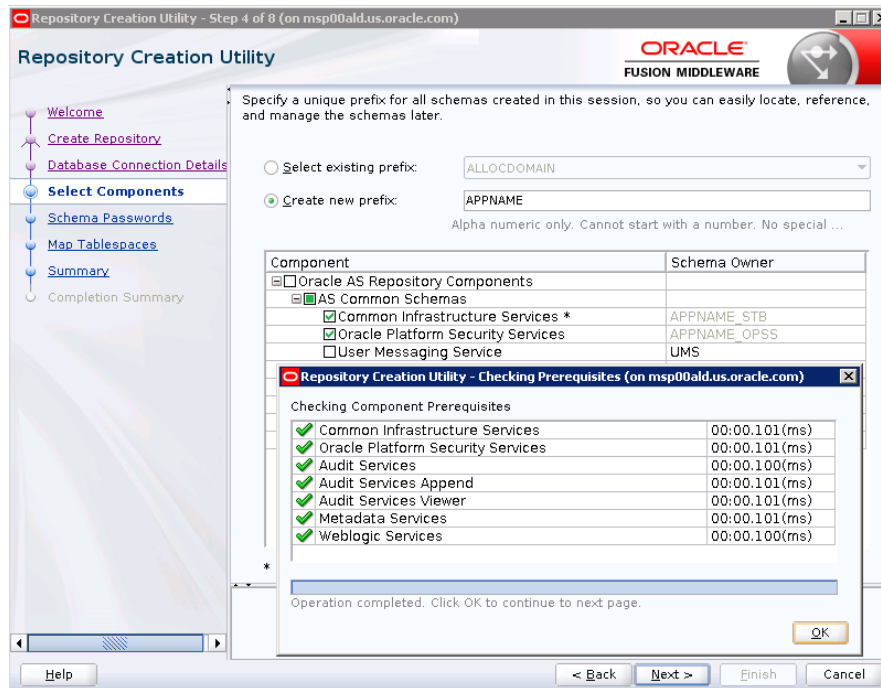 Repository Creation Utility - Step 4 of 8 (on msp00ald.us.oracle.com)
Repository Creation Utility
ORACLE
FUSION MIDDLEWARE
Welcome
Create Repository
Database Connection Details
Select Components
Schema Passwords
Map Tablespaces
Summary
Completion Summary
Specify a unique prefix for all schemas created in this session, so you can easily locate, reference,
and manage the schemas later.
Select existing prefix: ALLOCDOMAIN
Create new prefix: APPNAME
Alpha numeric only. Cannot start with a number. No special ...
Component Schema Owner
Oracle AS Repository Components
AS Common Schemas
Common Infrastructure Services * APPNAME_STB
Oracle Platform Security Services APPNAME_OPSS
User Messaging Service UMS
Repository Creation Utility - Checking Prerequisites (on msp00ald.us.oracle.com)
Checking Component Prerequisites
Common Infrastructure Services 00:00.101(ms)
Oracle Platform Security Services 00:00.101(ms)
Audit Services 00:00.100(ms)
Audit Services Append 00:00.101(ms)
Audit Services Viewer 00:00.101(ms)
Metadata Services 00:00.101(ms)
Weblogic Services 00:00.100(ms)
*
Operation completed. Click OK to continue to next page.
OK
Help < Back Next > Finish Cancel